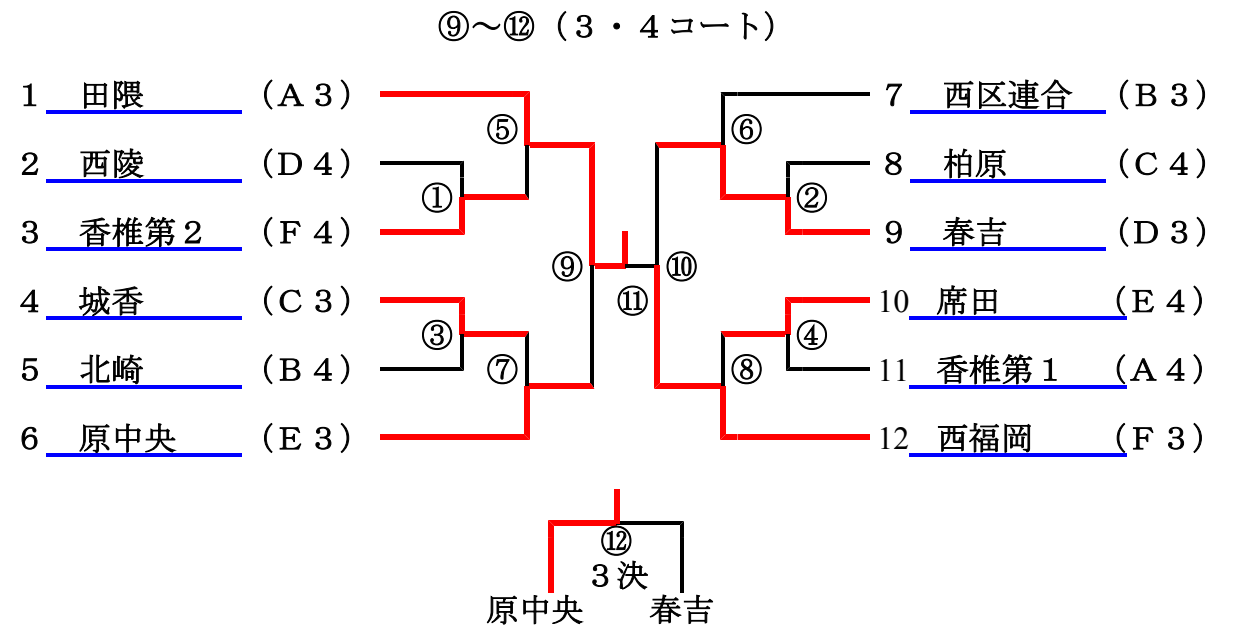 ⑨～⑫（３・４コート）
1 田隈 （Ａ３） 7 西区連合 （Ｂ３）
⑤ ⑥
2 西陵 （Ｄ４） 8 柏原 （Ｃ４）
① ②
3 香椎第２ （Ｆ４） 9 春吉 （Ｄ３）
⑨ ⑩
4 城香 （Ｃ３） ⑪ 10 席田 （Ｅ４）
③ ④
5 北崎 （Ｂ４） ⑦ ⑧ 11 香椎第１ （Ａ４）
6 原中央 （Ｅ３） 12 西福岡 （Ｆ３）
⑫
３決
原中央 春吉